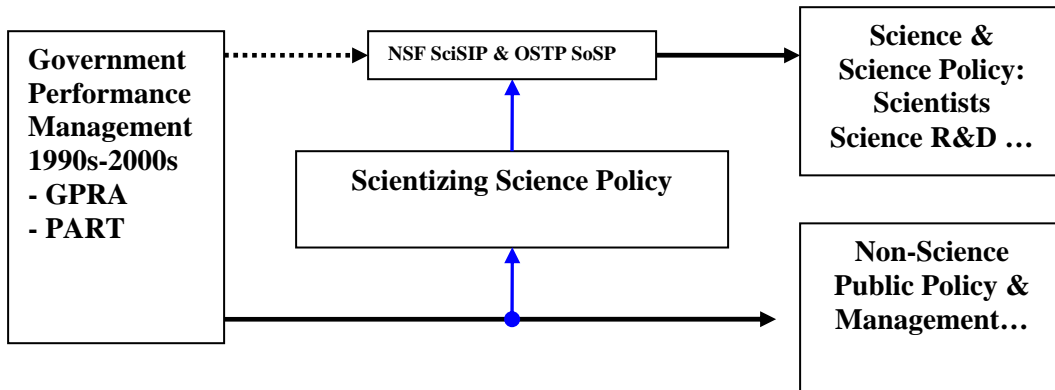 Government
Performance
Management
1990s-2000s
- GPRA
- PART
NSF SciSIP & OSTP SoSP
Scientizing Science Policy
Science &
Science Policy:
Scientists
Science R&D …
Non-Science
Public Policy &
Management…